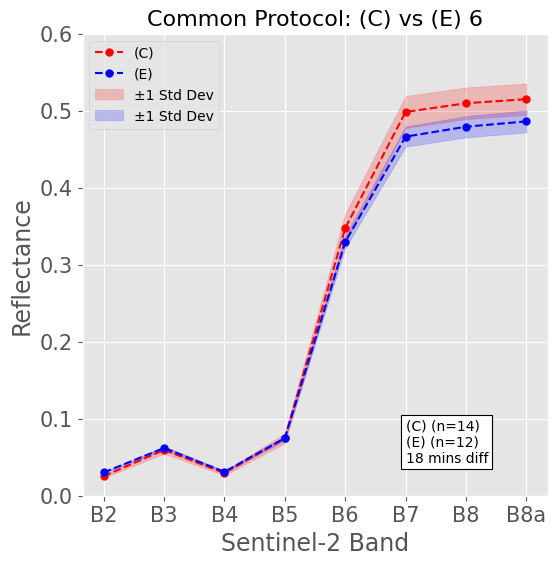 Common Protocol: (C) vs (E) 6
(C)
(E)
±1 Std Dev
±1 Std Dev
0.6
0.5
0.4
0.3
0.2
0.1
0.0
Reflectance
(C) (n=14)
(E) (n=12)
18 mins diff
B2 B3 B4 B5 B6 B7 B8 B8a
Sentinel-2 Band